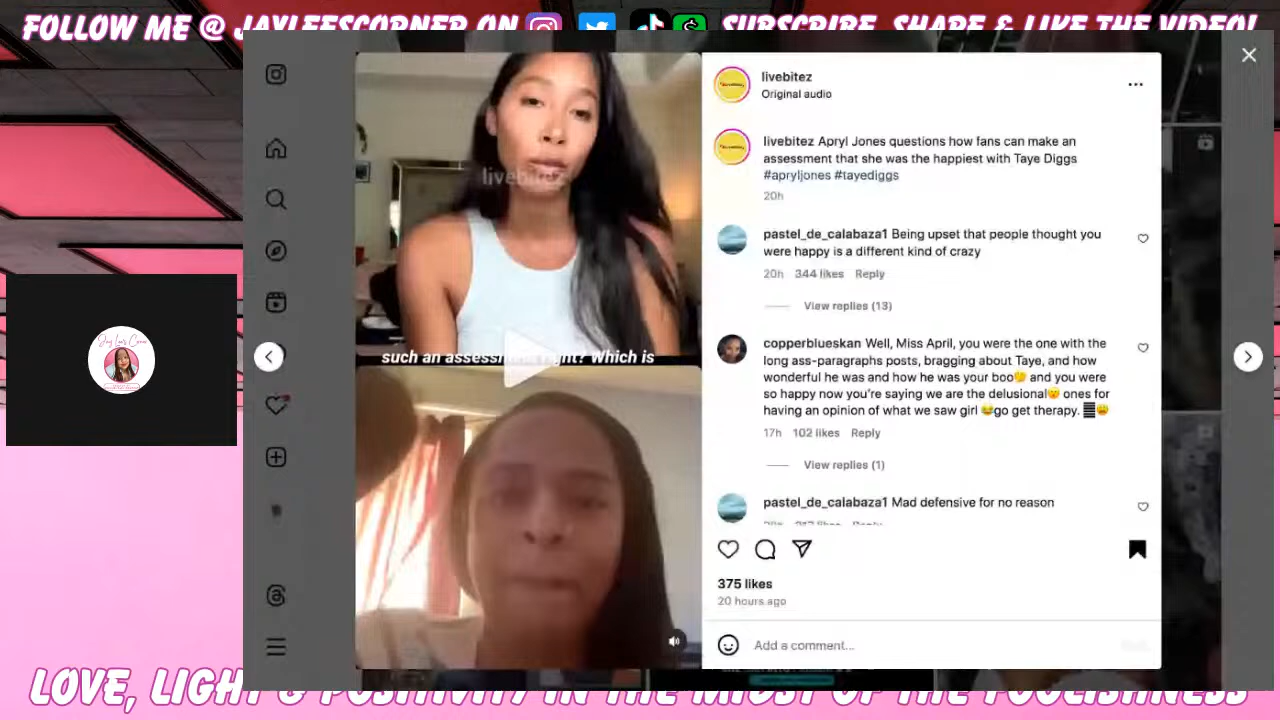 FOLLOW ME @ JAYLEESCORNER ON SUBSCRIBE, SHARE & LIKE THE VIDEO!
livebitez
Original audio
livebitez Apryl Jones questions how fans can make an
assessment that she was the happiest with Taye Diggs
#apryljones #tayediggs
20h
livebitez
pastel_de_calabaza1 Being upset that people thought you
were happy is a different kind of crazy
20h 344 likes Reply
View replies (13)
such an assessment right? Which is
copperblueskan Well, Miss April, you were the one with the
long ass-paragraphs posts, bragging about Taye, and how
wonderful he was and how he was your boo🫢 and you were
so happy now you're saying we are the delusional😕 ones for
having an opinion of what we saw girl 😂go get therapy.
17h 102 likes Reply
View replies (1)
pastel_de_calabaza1 Mad defensive for no reason
375 likes
20 hours ago
Add a comment...
LOVE, LIGHT & POSITIVITY IN THE MIDST OF THE FOOLISHNESS